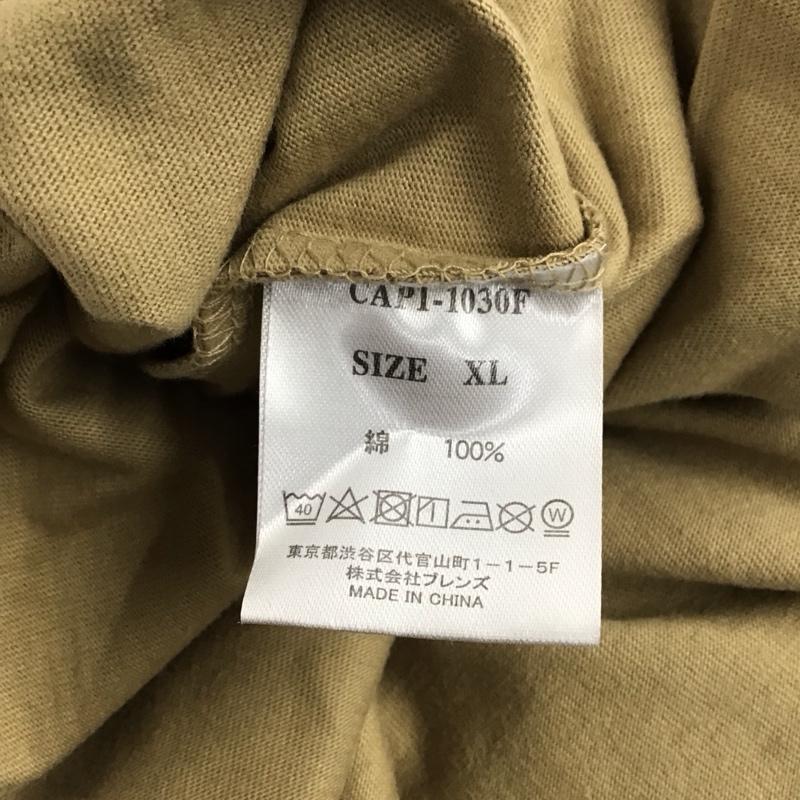 CAP1-1030F
SIZE XL
綿 100%
40 W
東京都渋谷区代官山町1-1-5F
株式会社ブレンズ
MADE IN CHINA